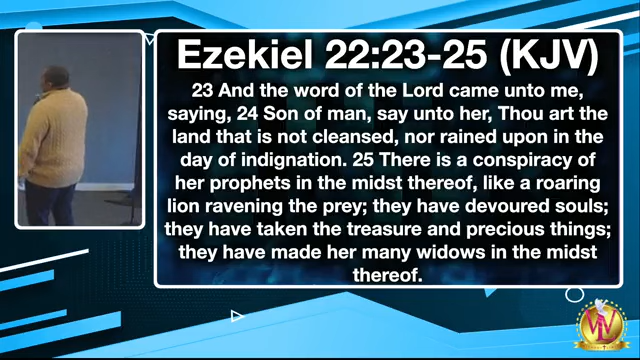 Ezekiel 22:23-25 (KJV)
23 And the word of the Lord came unto me,
saying, 24 Son of man, say unto her, Thou art the
land that is not cleansed, nor rained upon in the
day of indignation. 25 There is a conspiracy of
her prophets in the midst thereof, like a roaring
lion ravening the prey; they have devoured souls;
they have taken the treasure and precious things;
they have made her many widows in the midst
thereof.